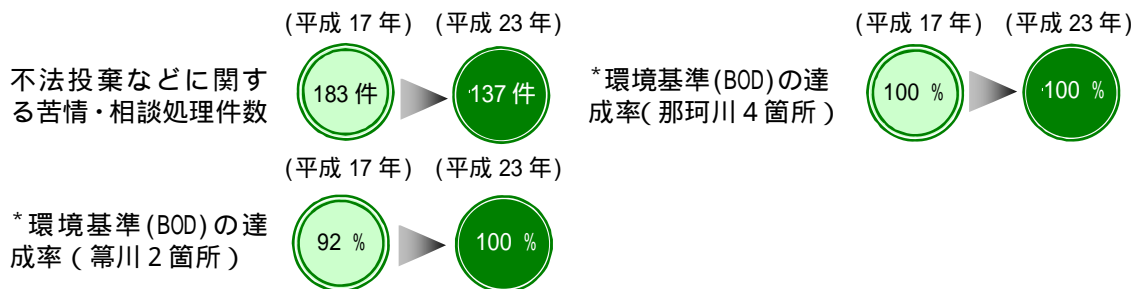 (平成 17 年) (平成 23 年)
不法投棄などに関す
る苦情・相談処理件数
183 件
137 件
(平成 17 年) (平成 23 年)
*環境基準(BOD)の達
成率(那珂川4箇所)
100 %
100 %
(平成 17 年) (平成 23 年)
*環境基準(BOD)の達
成率(箒川2箇所)
92 %
100 %